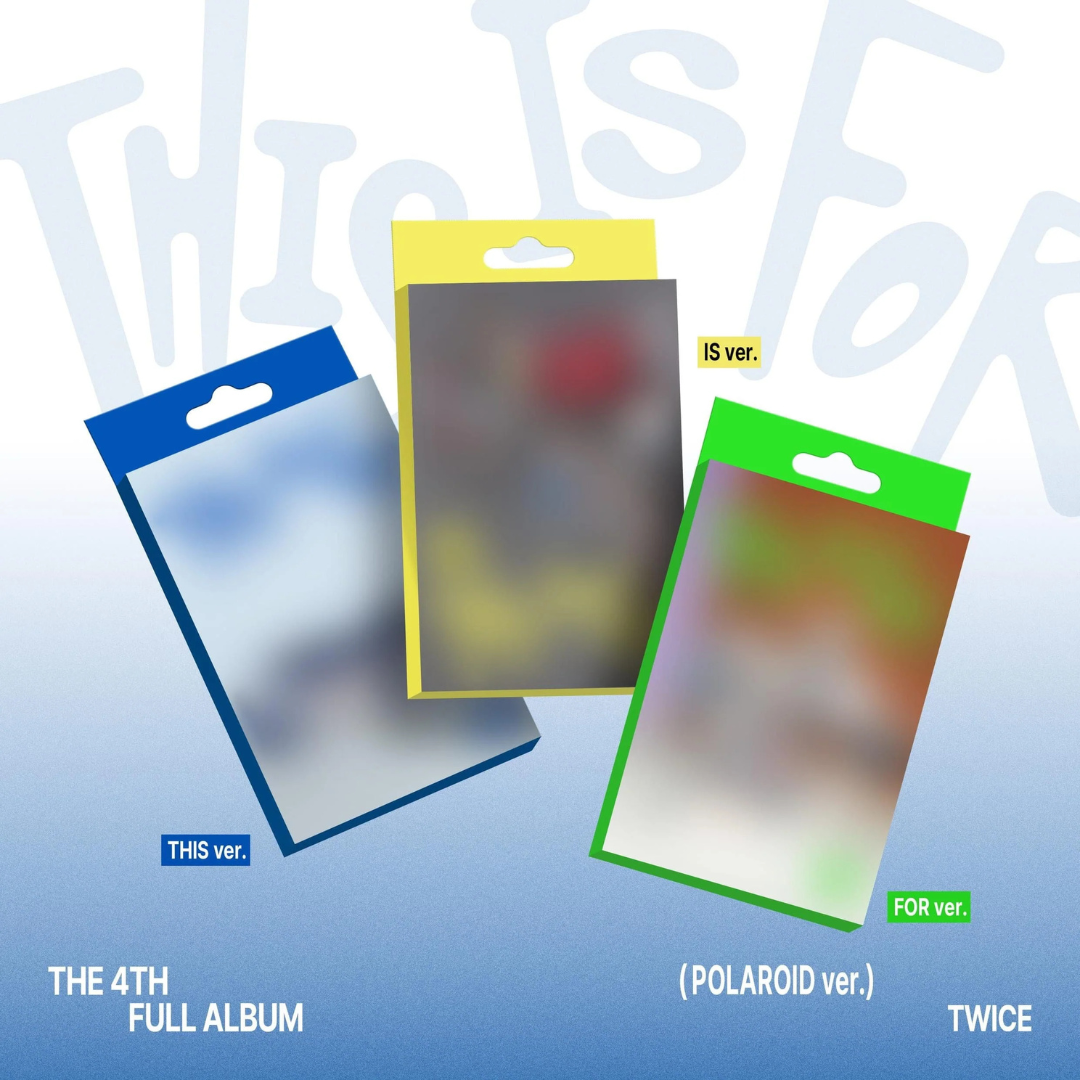 THIS IS FOR
IS ver.
THIS ver.
FOR ver.
THE 4TH
FULL ALBUM
(POLAROID ver.)
TWICE